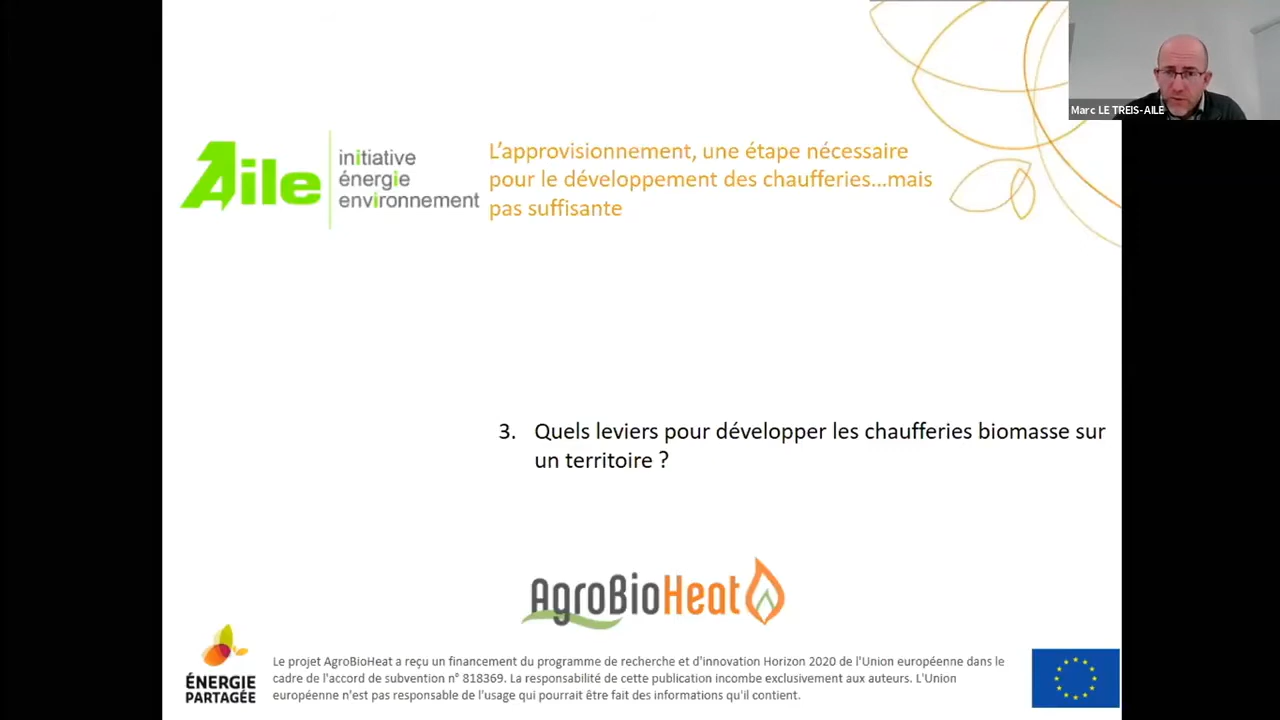 Marc LE TREIS-AILE
Aile
initiative
énergie
environnement
L'approvisionnement, une étape nécessaire
pour le développement des chaufferies...mais
pas suffisante
3. Quels leviers pour développer les chaufferies biomasse sur
un territoire ?
AgroBioHeat
ÉNERGIE
PARTAGÉE
Le projet AgroBioHeat a reçu un financement du programme de recherche et d'innovation Horizon 2020 de l'Union européenne dans le
cadre de l'accord de subvention n° 818369. La responsabilité de cette publication incombe exclusivement aux auteurs. L'Union
européenne n'est pas responsable de l'usage qui pourrait être fait des informations qu'il contient.